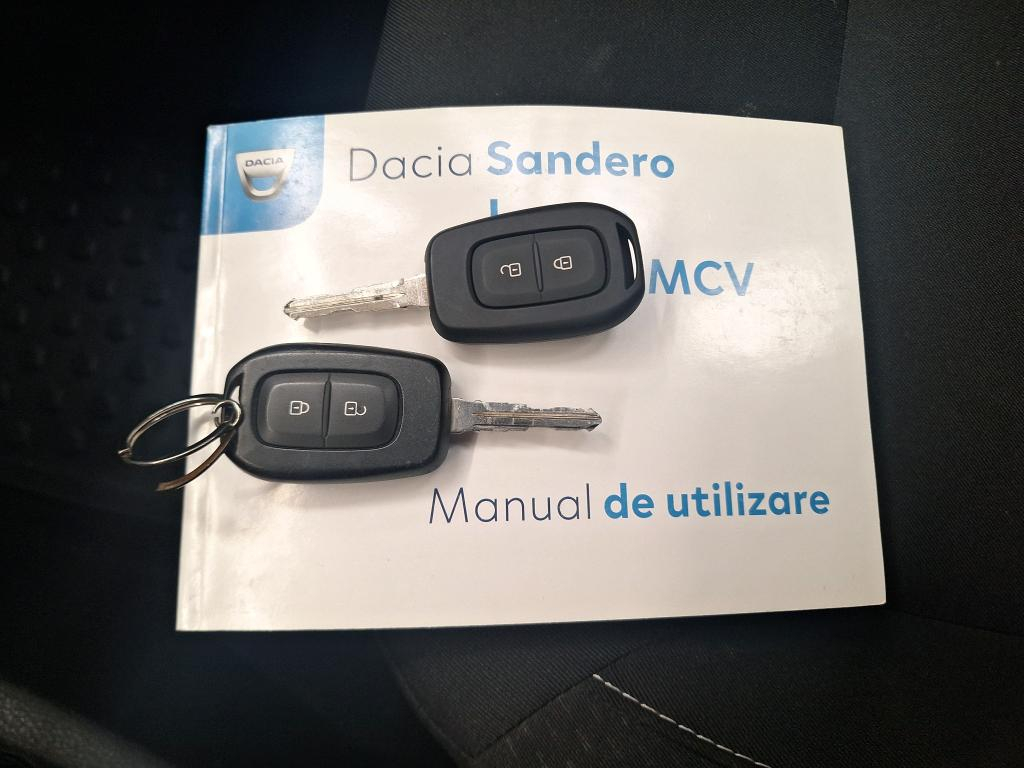 DACIA
Dacia Sandero
MCV
Manual de utilizare